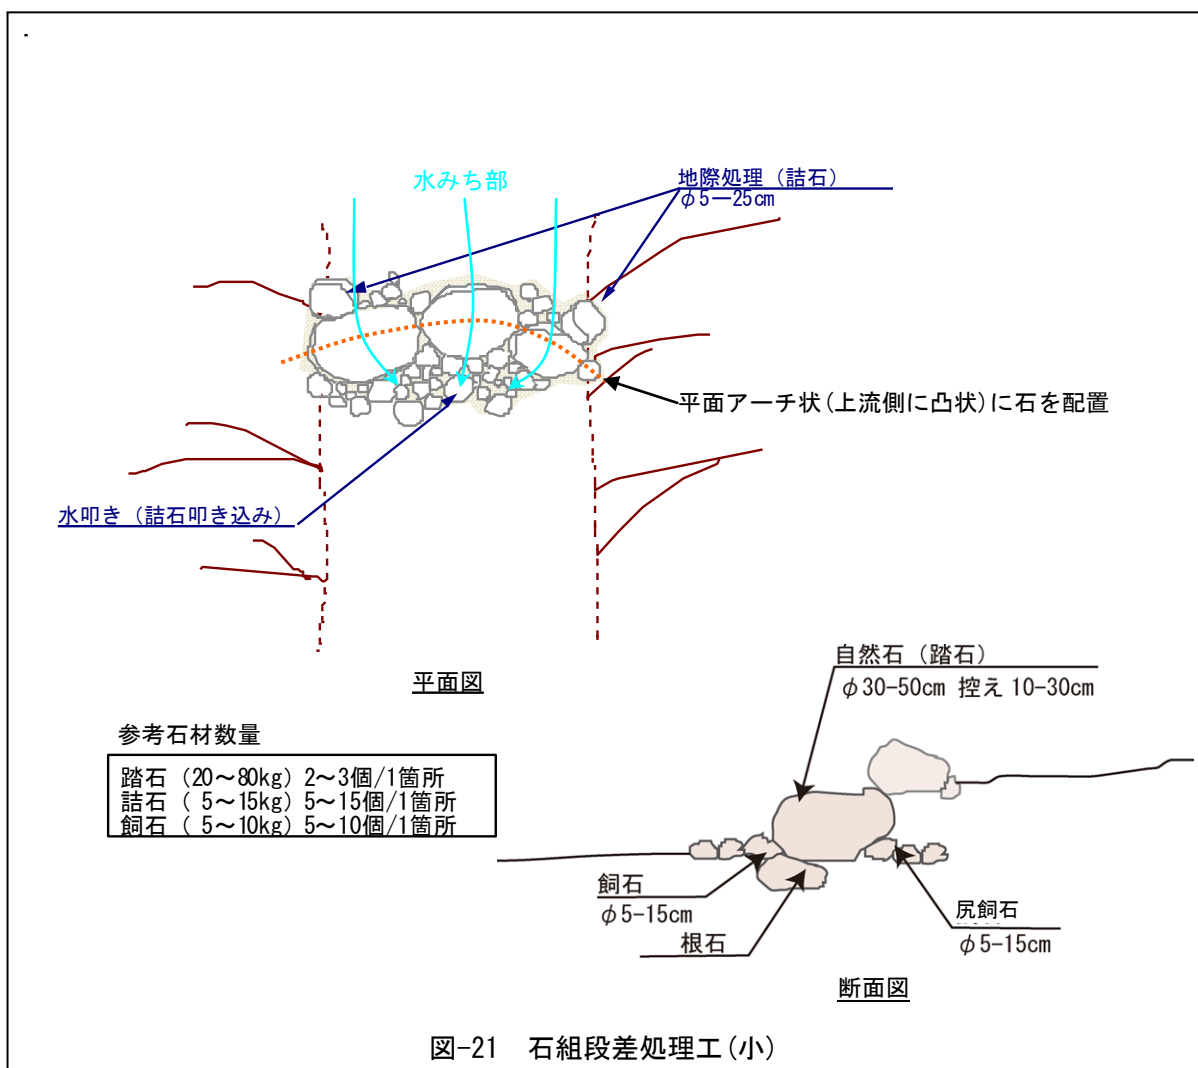 水みち部
地際処理（詰石）
φ5―25cm
平面アーチ状(上流側に凸状)に石を配置
水叩き（詰石叩き込み）
平面図
自然石（踏石）
φ30-50cm 控え 10-30cm
参考石材数量
踏石（20～80kg）2～3個/1箇所
詰石（ 5～15kg）5～15個/1箇所
飼石（ 5～10kg）5～10個/1箇所
飼石
φ5-15cm
根石
尻飼石
φ5-15cm
断面図
図-21　石組段差処理工(小)